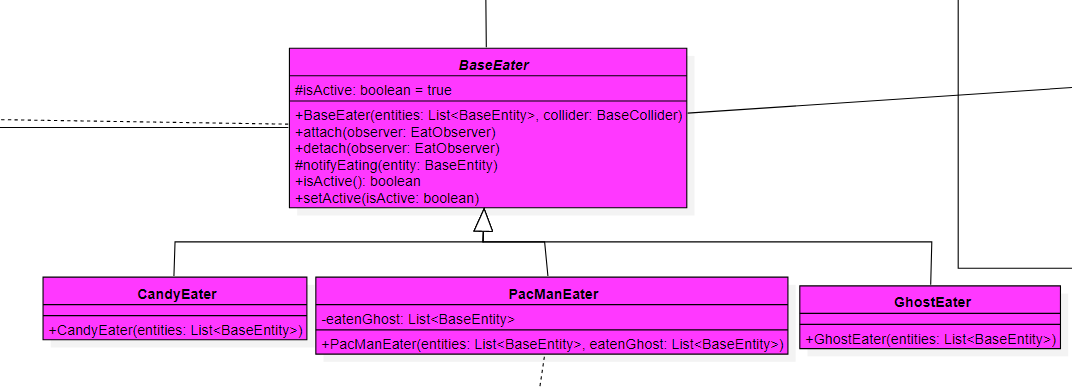 BaseEater
#isActive: boolean = true
+BaseEater(entities: List<BaseEntity>, collider: BaseCollider)
+attach(observer: EatObserver)
+detach(observer: EatObserver)
#notifyEating(entity: BaseEntity)
+isActive(): boolean
+setActive(isActive: boolean)
CandyEater
+CandyEater(entities: List<BaseEntity>)
PacManEater
-eatenGhost: List<BaseEntity>
+PacManEater(entities: List<BaseEntity>, eatenGhost: List<BaseEntity>)
GhostEater
+GhostEater(entities: List<BaseEntity>)